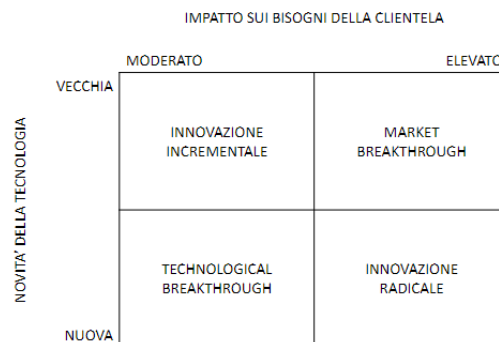 IMPATTO SUI BISOGNI DELLA CLIENTELA
MODERATO
ELEVATO
VECCHIA
NOVITA' DELLA TECNOLOGIA
INNOVAZIONE
INCREMENTALE
MARKET
BREAKTHROUGH
TECHNOLOGICAL
BREAKTHROUGH
INNOVAZIONE
RADICALE
NUOVA